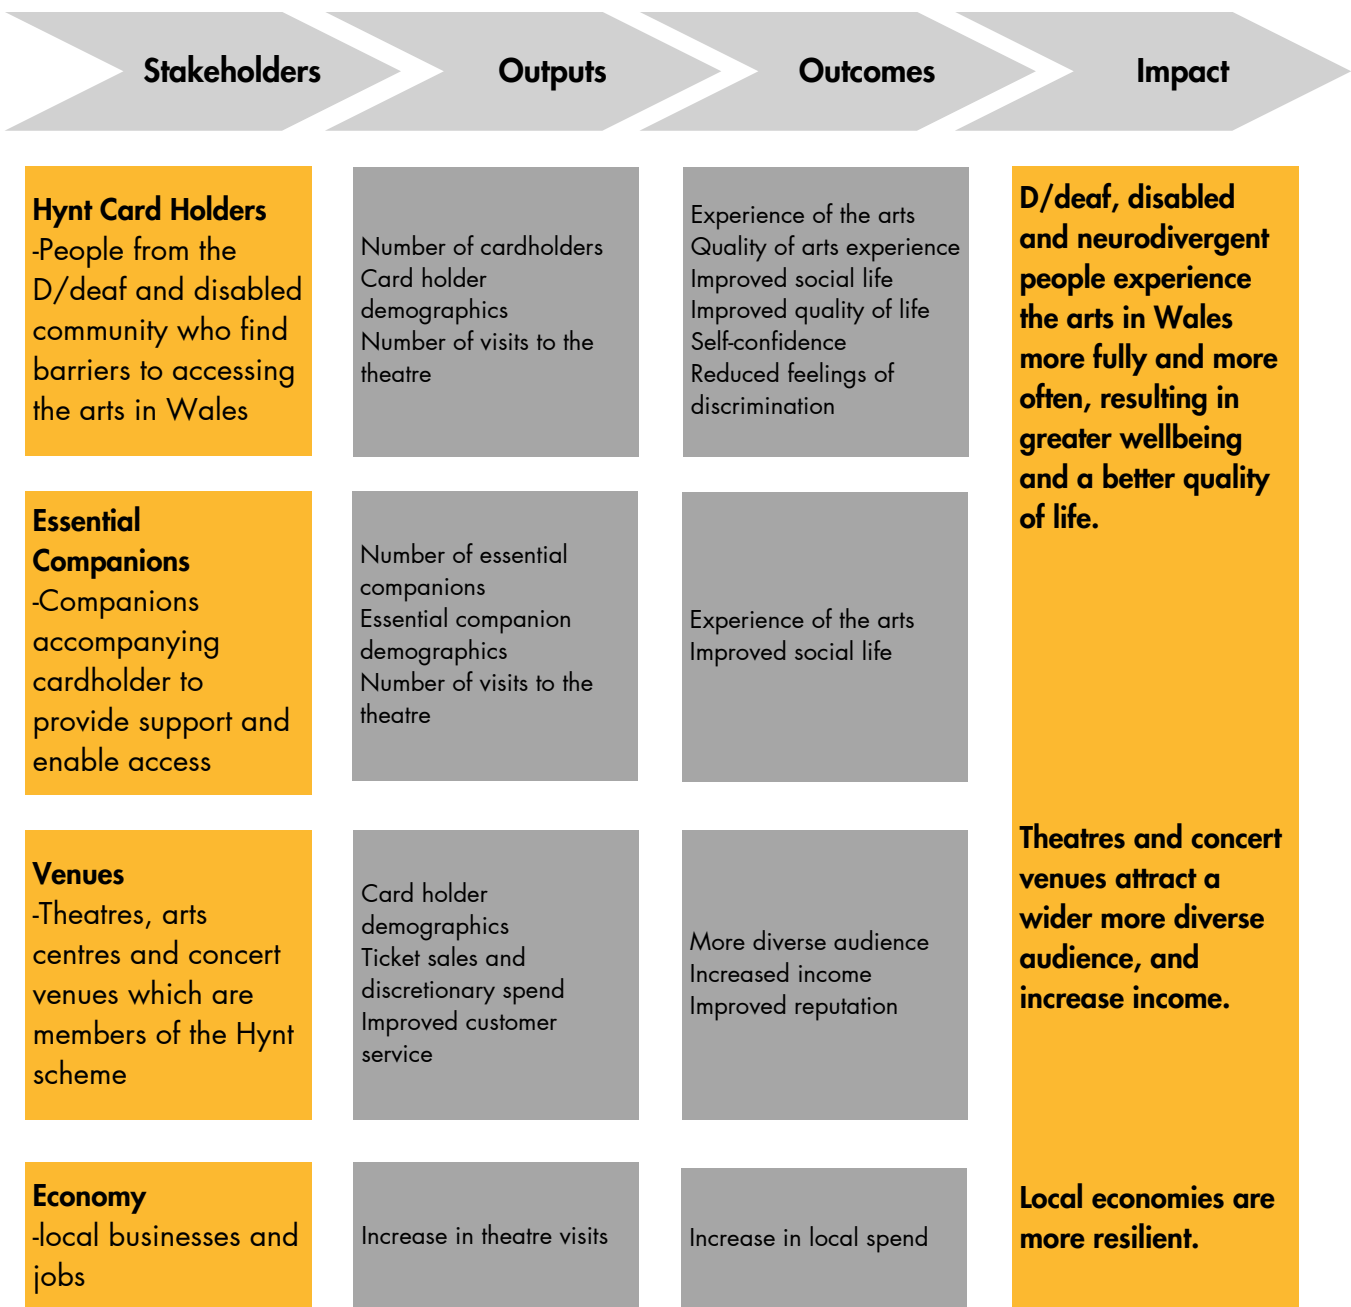 Stakeholders
Outputs
Outcomes
Impact
Hynt Card Holders
-People from the
D/deaf and disabled
community who find
barriers to accessing
the arts in Wales
Number of cardholders
Card holder
demographics
Number of visits to the
theatre
Experience of the arts
Quality of arts experience
Improved social life
Improved quality of life
Self-confidence
Reduced feelings of
discrimination
D/deaf, disabled
and neurodivergent
people experience
the arts in Wales
more fully and more
often, resulting in
greater wellbeing
and a better quality
of life.
Essential
Companions
-Companions
accompanying
cardholder to
provide support and
enable access
Number of essential
companions
Essential companion
demographics
Number of visits to the
theatre
Experience of the arts
Improved social life
Venues
-Theatres, arts
centres and concert
venues which are
members of the Hynt
scheme
Card holder
demographics
Ticket sales and
discretionary spend
Improved customer
service
More diverse audience
Increased income
Improved reputation
Theatres and concert
venues attract a
wider more diverse
audience, and
increase income.
Economy
-local businesses and
jobs
Increase in theatre visits
Increase in local spend
Local economies are
more resilient.